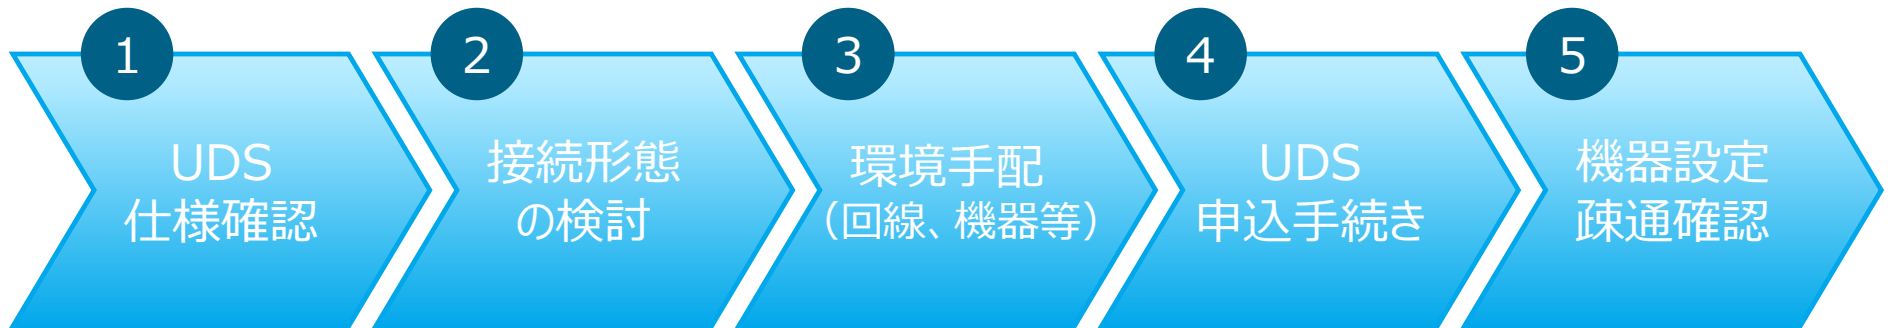 1
UDS
仕様確認
2
接続形態
の検討
3
環境手配
（回線、機器等）
4
UDS
申込手続き
5
機器設定
疎通確認